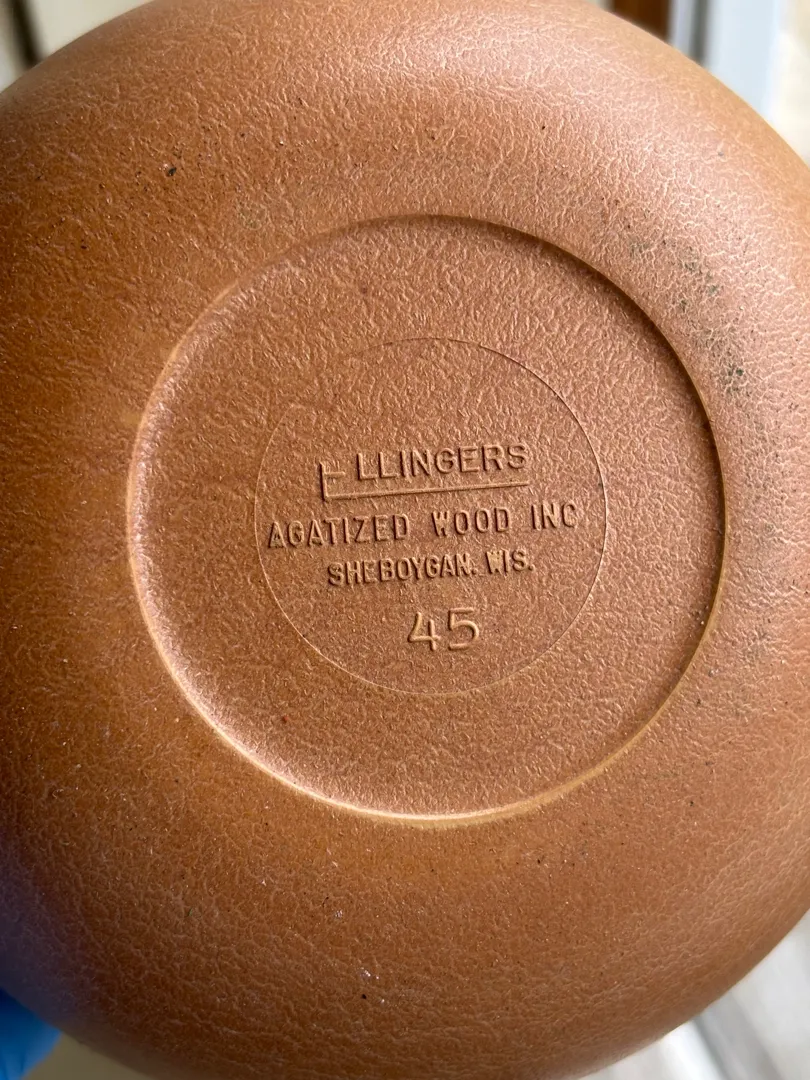 ELLINGERS
AGATIZED WOOD INC
SHEBOYGAN. WIS.
45